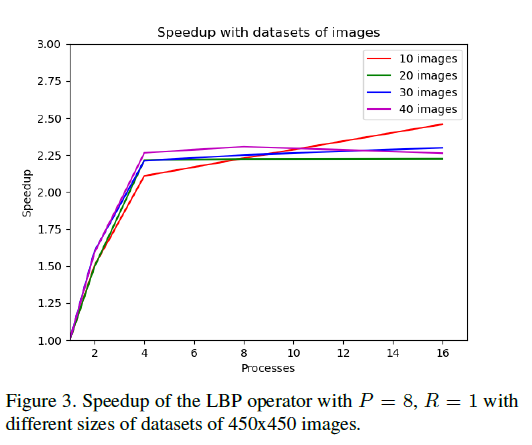 Speedup with datasets of images
3.00
2.75
2.50
2.25
2.00
1.75
1.50
1.25
1.00
Speedup
10 images
20 images
30 images
40 images
2 4 6 8 10 12 14 16
Processes
Figure 3. Speedup of the LBP operator with P = 8, R = 1 with
different sizes of datasets of 450x450 images.